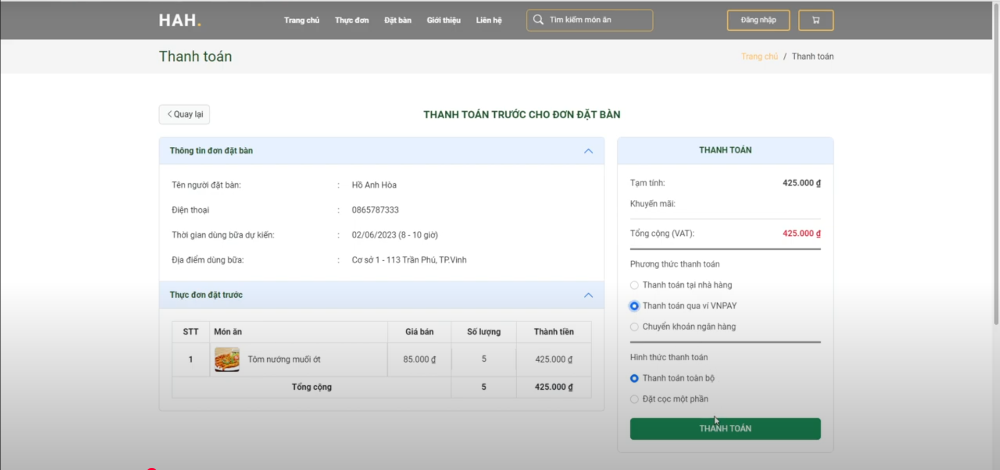 HAH.
Trang chủ
Thực đơn
Đặt bàn
Giới thiệu
Liên hệ
Tìm kiếm món ăn
Đăng nhập
Thanh toán
Trang chủ / Thanh toán
Quay lại
THANH TOÁN TRƯỚC CHO ĐƠN ĐẶT BÀN
Thông tin đơn đặt bàn
Tên người đặt bàn: : Hồ Anh Hòa
Điện thoại : 0865787333
Thời gian dùng bữa dự kiến: : 02/06/2023 (8 - 10 giờ)
Địa điểm dùng bữa: : Cơ sở 1 - 113 Trần Phú, TP.Vinh
Thực đơn đặt trước
STT Món ăn Giá bán Số lượng Thành tiền
1 Tôm nướng muối ớt 85.000 ₫ 5 425.000 ₫
Tổng cộng 5 425.000 ₫
THANH TOÁN
Tạm tính: 425.000 ₫
Khuyến mãi:
Tổng cộng (VAT): 425.000 ₫
Phương thức thanh toán
Thanh toán tại nhà hàng
Thanh toán qua ví VNPAY
Chuyển khoản ngân hàng
Hình thức thanh toán
Thanh toán toàn bộ
Đặt cọc một phần
THANH TOÁN